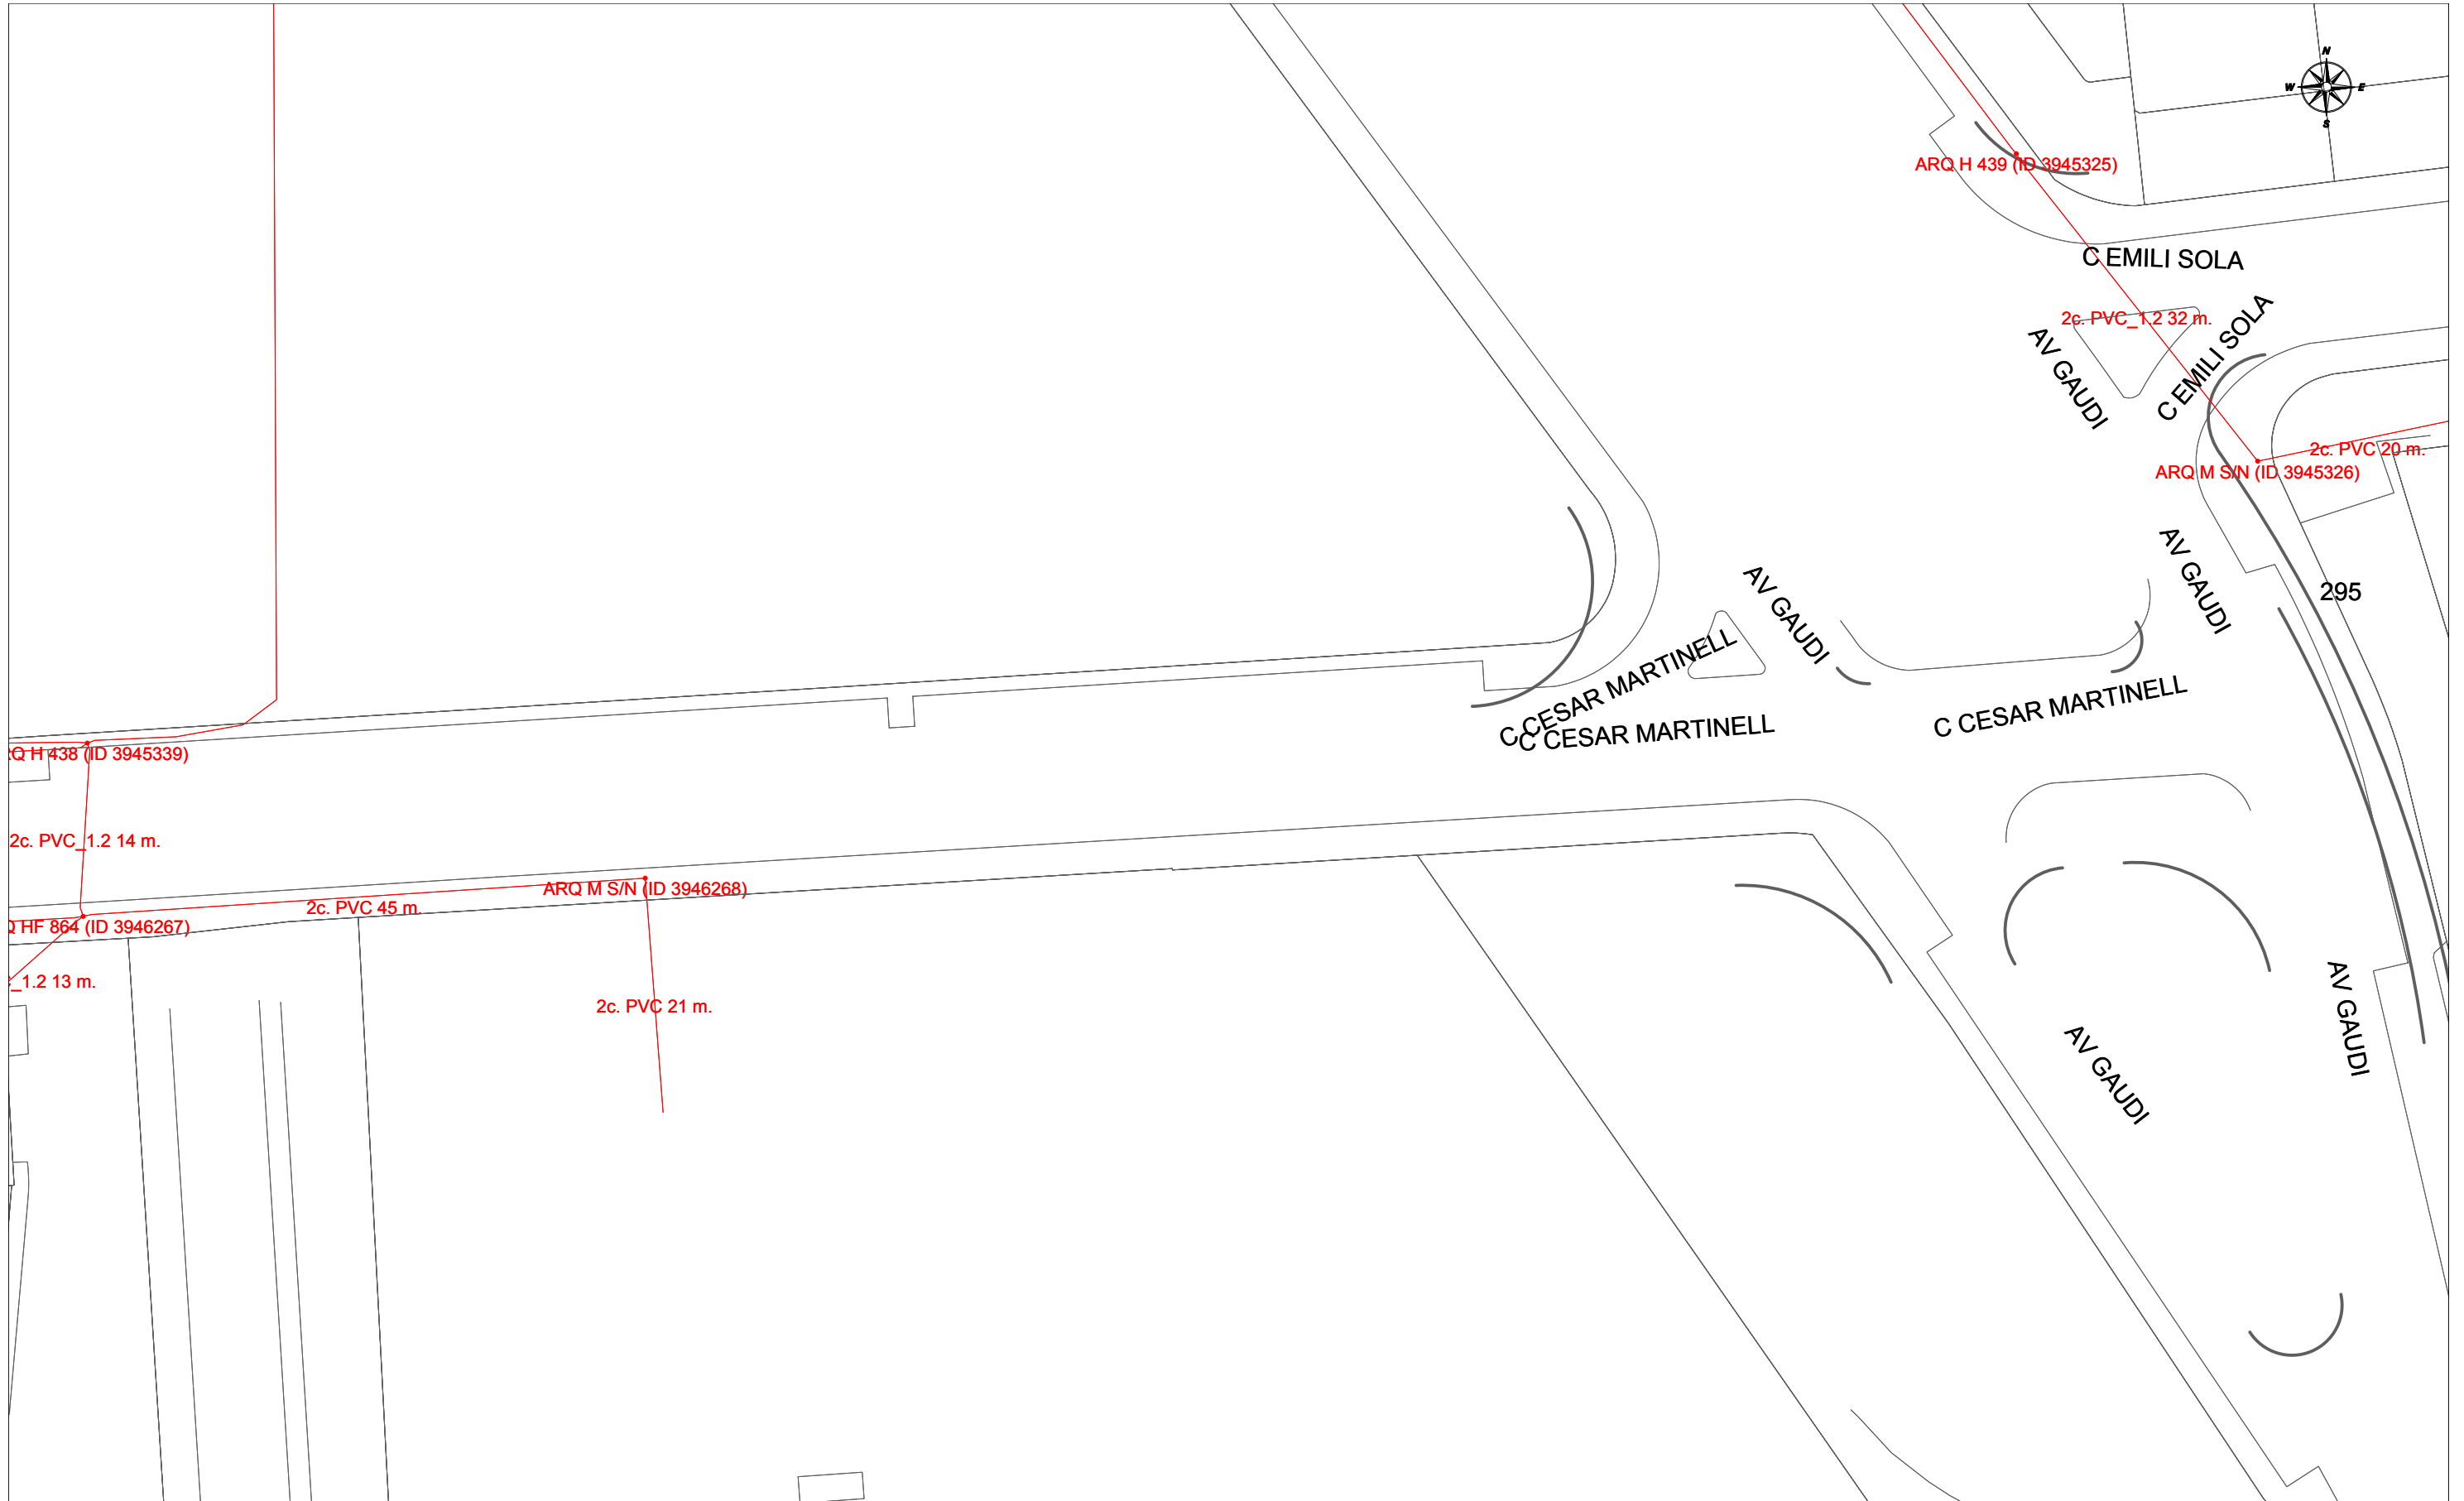 N
W E
S
ARQ H 439 (ID 3945325)
C EMILI SOLA
2c. PVC_1.2 32 m.
C EMILI SOLA
AV GAUDI
2c. PVC 20 m.
ARQ M S/N (ID 3945326)
AV GAUDI
295
AV GAUDI
C CESAR MARTINELL
C CESAR MARTINELL
C CESAR MARTINELL
H 438 (ID 3945339)
2c. PVC_1.2 14 m.
ARQ M S/N (ID 3946268)
2c. PVC 45 m.
HF 864 (ID 3946267)
_1.2 13 m.
2c. PVC 21 m.
AV GAUDI
AV GAUDI